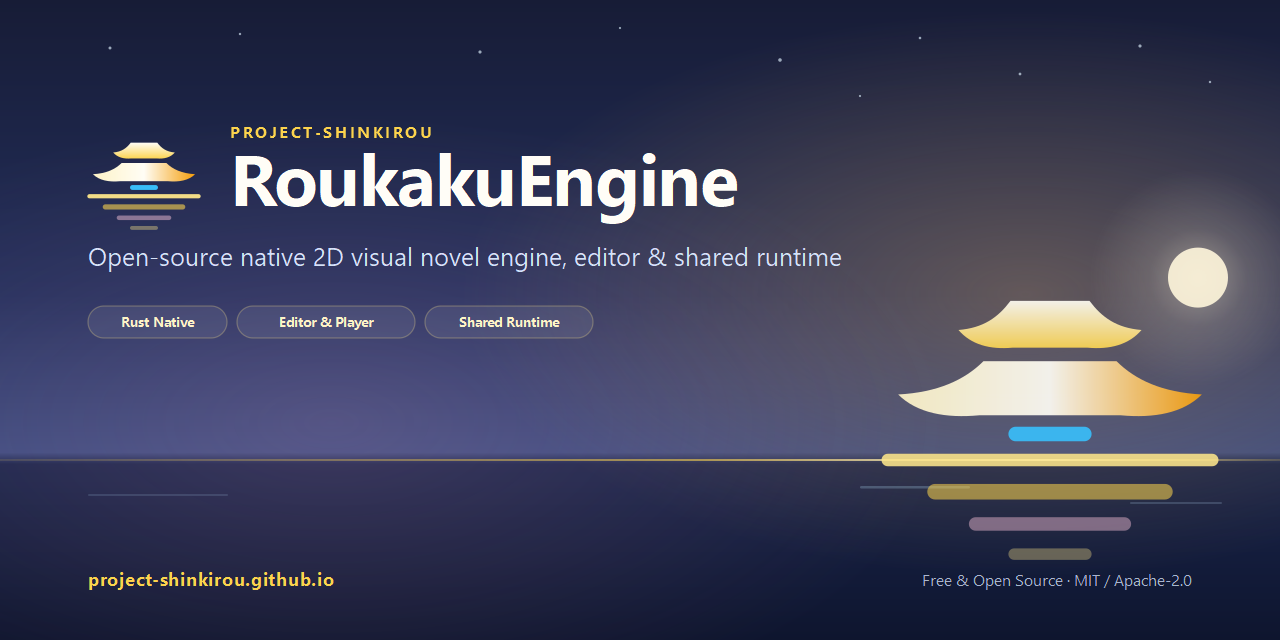 PROJECT-SHINKIROU
RoukakuEngine
Open-source native 2D visual novel engine, editor & shared runtime
Rust Native
Editor & Player
Shared Runtime
project-shinkirou.github.io
Free & Open Source · MIT / Apache-2.0